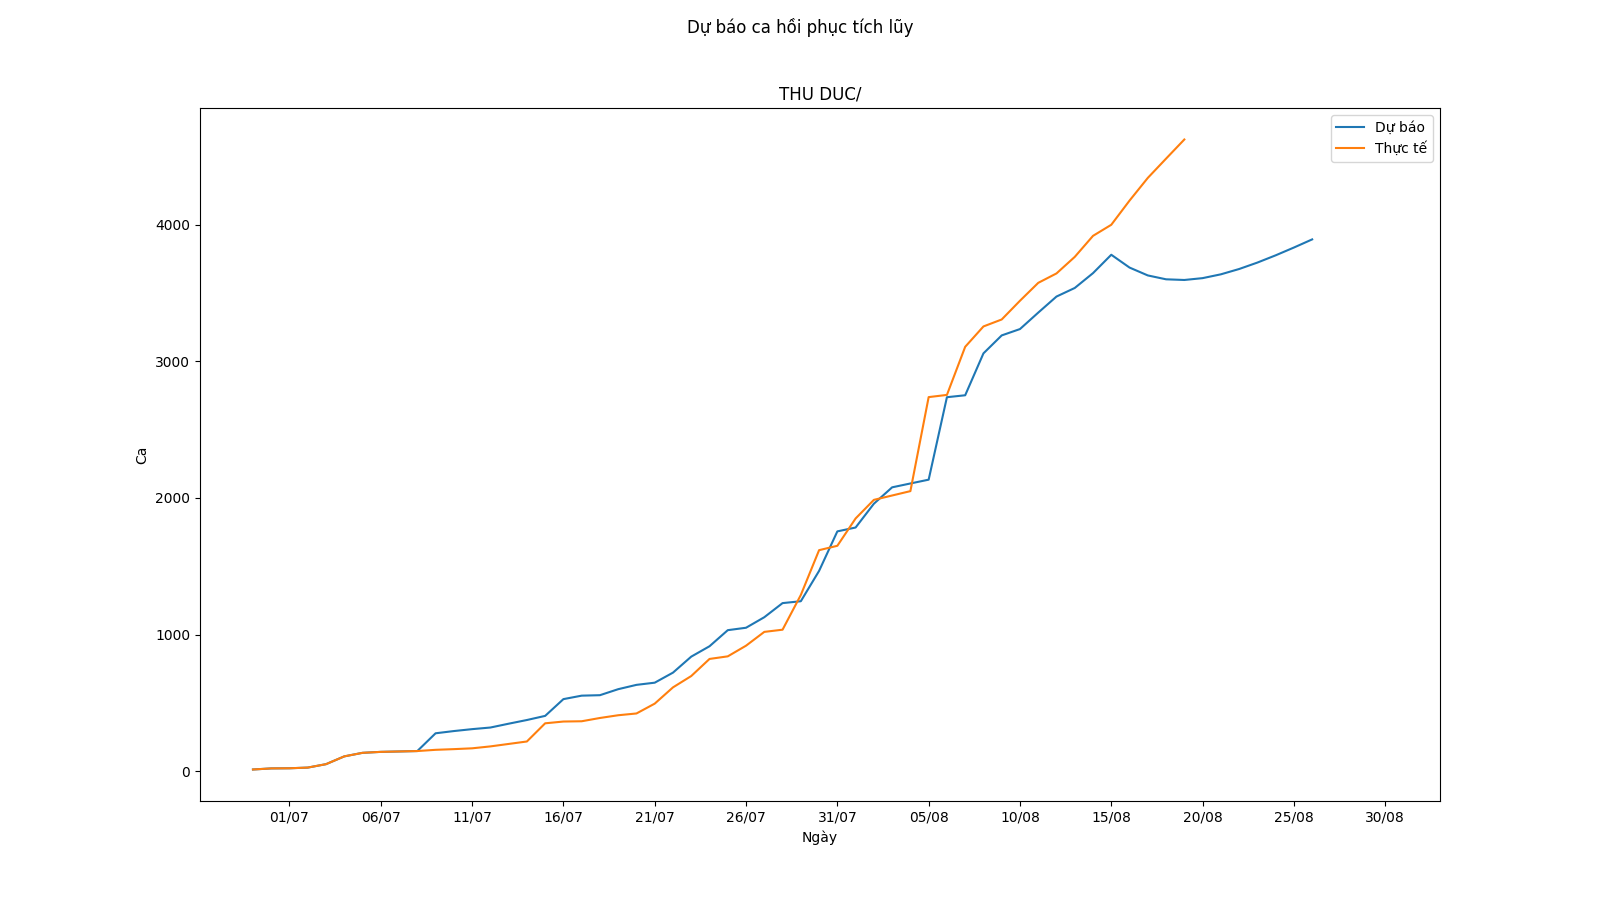 Dự báo ca hồi phục tích lũy
THU DUC/
Dự báo
Thực tế
4000
3000
2000
1000
0
Ca
01/07 06/07 11/07 16/07 21/07 26/07 31/07 05/08 10/08 15/08 20/08 25/08 30/08
Ngày